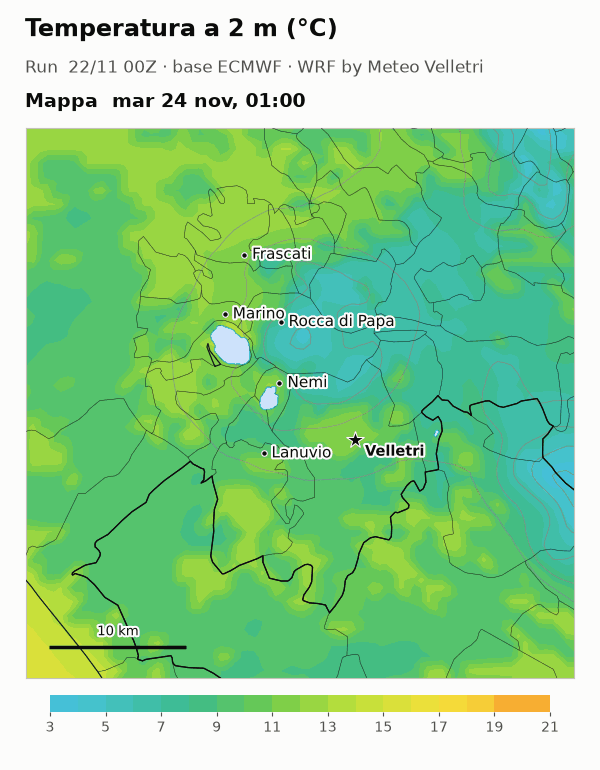 Temperatura a 2 m (°C)
Run  22/11 00Z · base ECMWF · WRF by Meteo Velletri
Mappa  mar 24 nov, 01:00
Frascati
Marino
Rocca di Papa
Nemi
Velletri
Lanuvio
10 km
3 5 7 9 11 13 15 17 19 21